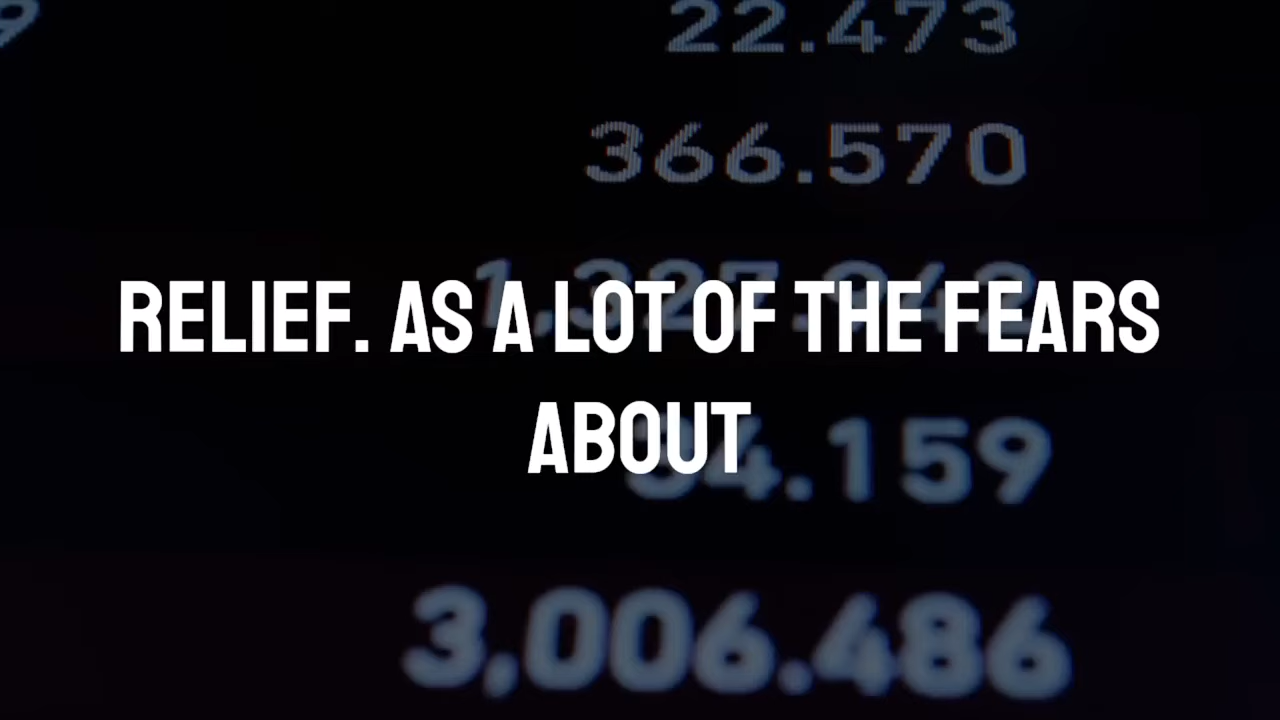 22.473
366.570
RELIEF. AS A LOT OF THE FEARS
ABOUT
3,006.486